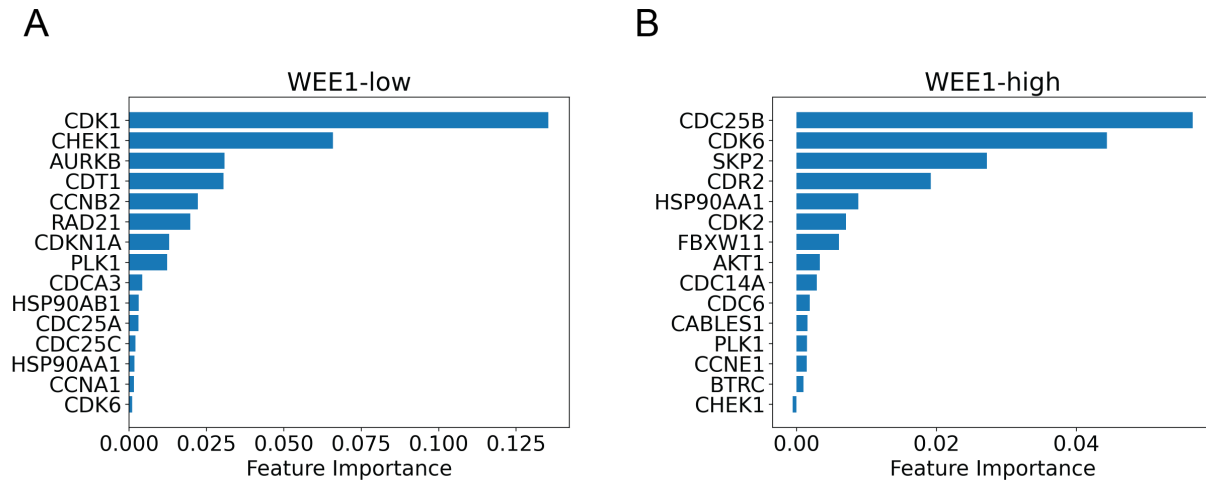 A
WEE1-low
CDK1
CHEK1
AURKB
CDT1
CCNB2
RAD21
CDKN1A
PLK1
CDCA3
HSP90AB1
CDC25A
CDC25C
HSP90AA1
CCNA1
CDK6
0.000 0.025 0.050 0.075 0.100 0.125
Feature Importance
B
WEE1-high
CDC25B
CDK6
SKP2
CDR2
HSP90AA1
CDK2
FBXW11
AKT1
CDC14A
CDC6
CABLES1
PLK1
CCNE1
BTRC
CHEK1
0.00 0.02 0.04
Feature Importance